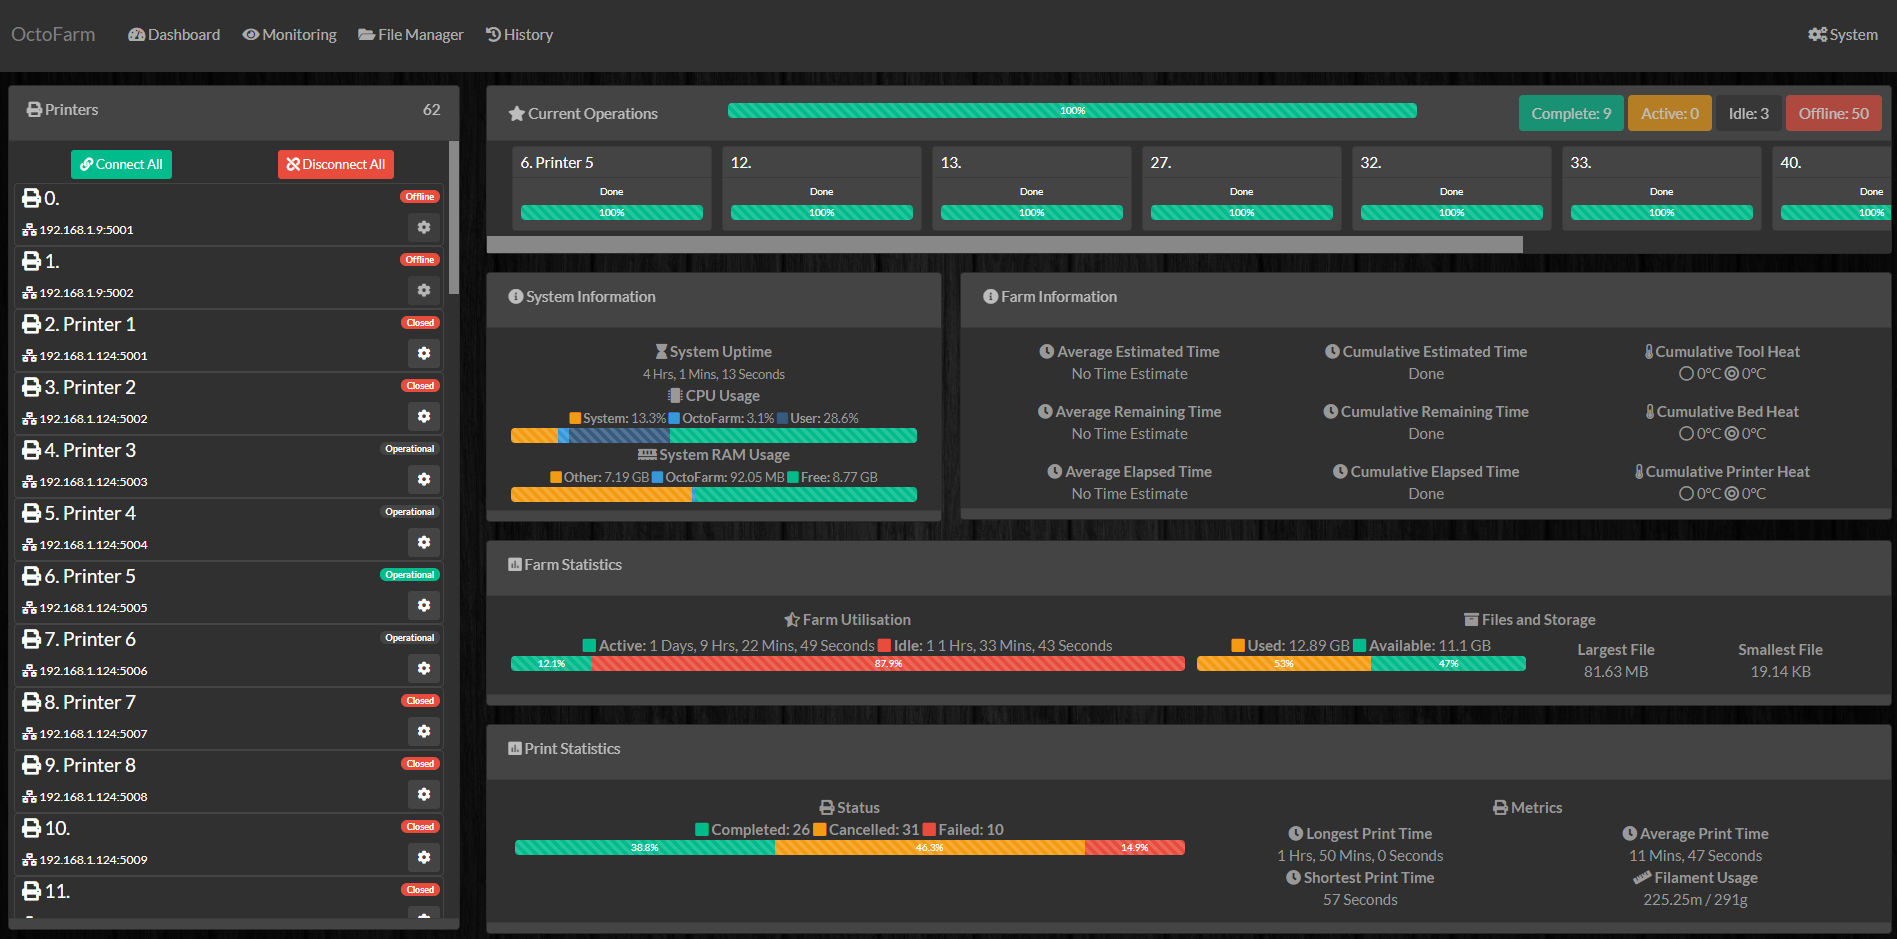 OctoFarm Dashboard Monitoring File Manager History System
Printers 62
Connect All Disconnect All
0. Offline
192.168.1.9:5001
1. Offline
192.168.1.9:5002
2. Printer 1 Closed
192.168.1.124:5001
3. Printer 2 Closed
192.168.1.124:5002
4. Printer 3 Operational
192.168.1.124:5003
5. Printer 4 Operational
192.168.1.124:5004
6. Printer 5 Operational
192.168.1.124:5005
7. Printer 6 Operational
192.168.1.124:5006
8. Printer 7 Closed
192.168.1.124:5007
9. Printer 8 Closed
192.168.1.124:5008
10. Closed
192.168.1.124:5009
11. Closed
Current Operations 100% Complete: 9 Active: 0 Idle: 3 Offline: 50
6. Printer 5 12. 13. 27. 32. 33. 40.
Done Done Done Done Done Done Done
100% 100% 100% 100% 100% 100% 100%
System Information
System Uptime
4 Hrs, 1 Mins, 13 Seconds
CPU Usage
System: 13.3% OctoFarm: 3.1% User: 28.6%
System RAM Usage
Other: 7.19 GB OctoFarm: 92.05 MB Free: 8.77 GB
Farm Information
Average Estimated Time Cumulative Estimated Time Cumulative Tool Heat
No Time Estimate Done 0°C 0°C
Average Remaining Time Cumulative Remaining Time Cumulative Bed Heat
No Time Estimate Done 0°C 0°C
Average Elapsed Time Cumulative Elapsed Time Cumulative Printer Heat
No Time Estimate Done 0°C 0°C
Farm Statistics
Farm Utilisation
Active: 1 Days, 9 Hrs, 22 Mins, 49 Seconds Idle: 1 1 Hrs, 33 Mins, 43 Seconds
12.1% 87.9%
Files and Storage
Used: 12.89 GB Available: 11.1 GB
53% 47%
Largest File Smallest File
81.63 MB 19.14 KB
Print Statistics
Status
Completed: 26 Cancelled: 31 Failed: 10
38.8% 46.3% 14.9%
Metrics
Longest Print Time Average Print Time
1 Hrs, 50 Mins, 0 Seconds 11 Mins, 47 Seconds
Shortest Print Time Filament Usage
57 Seconds 225.25m / 291g